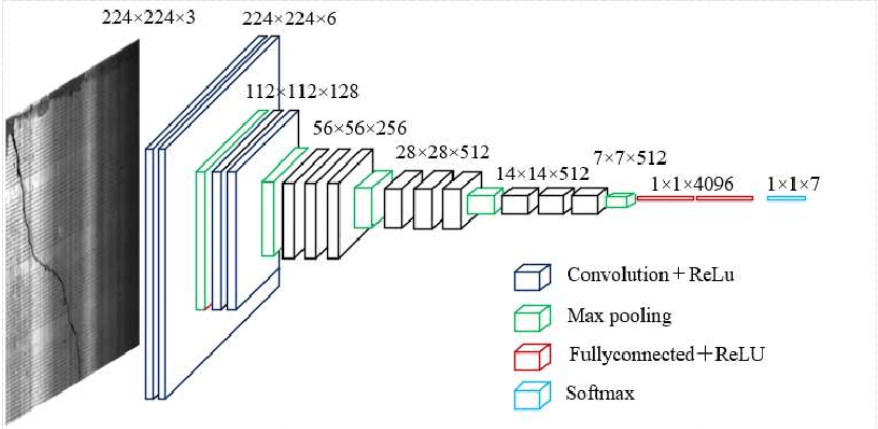 224×224×3
224×224×6
112×112×128
56×56×256
28×28×512
14×14×512
7×7×512
1×1×4096
1×1×7
Convolution+ReLu
Max pooling
Fullyconnected+ReLU
Softmax